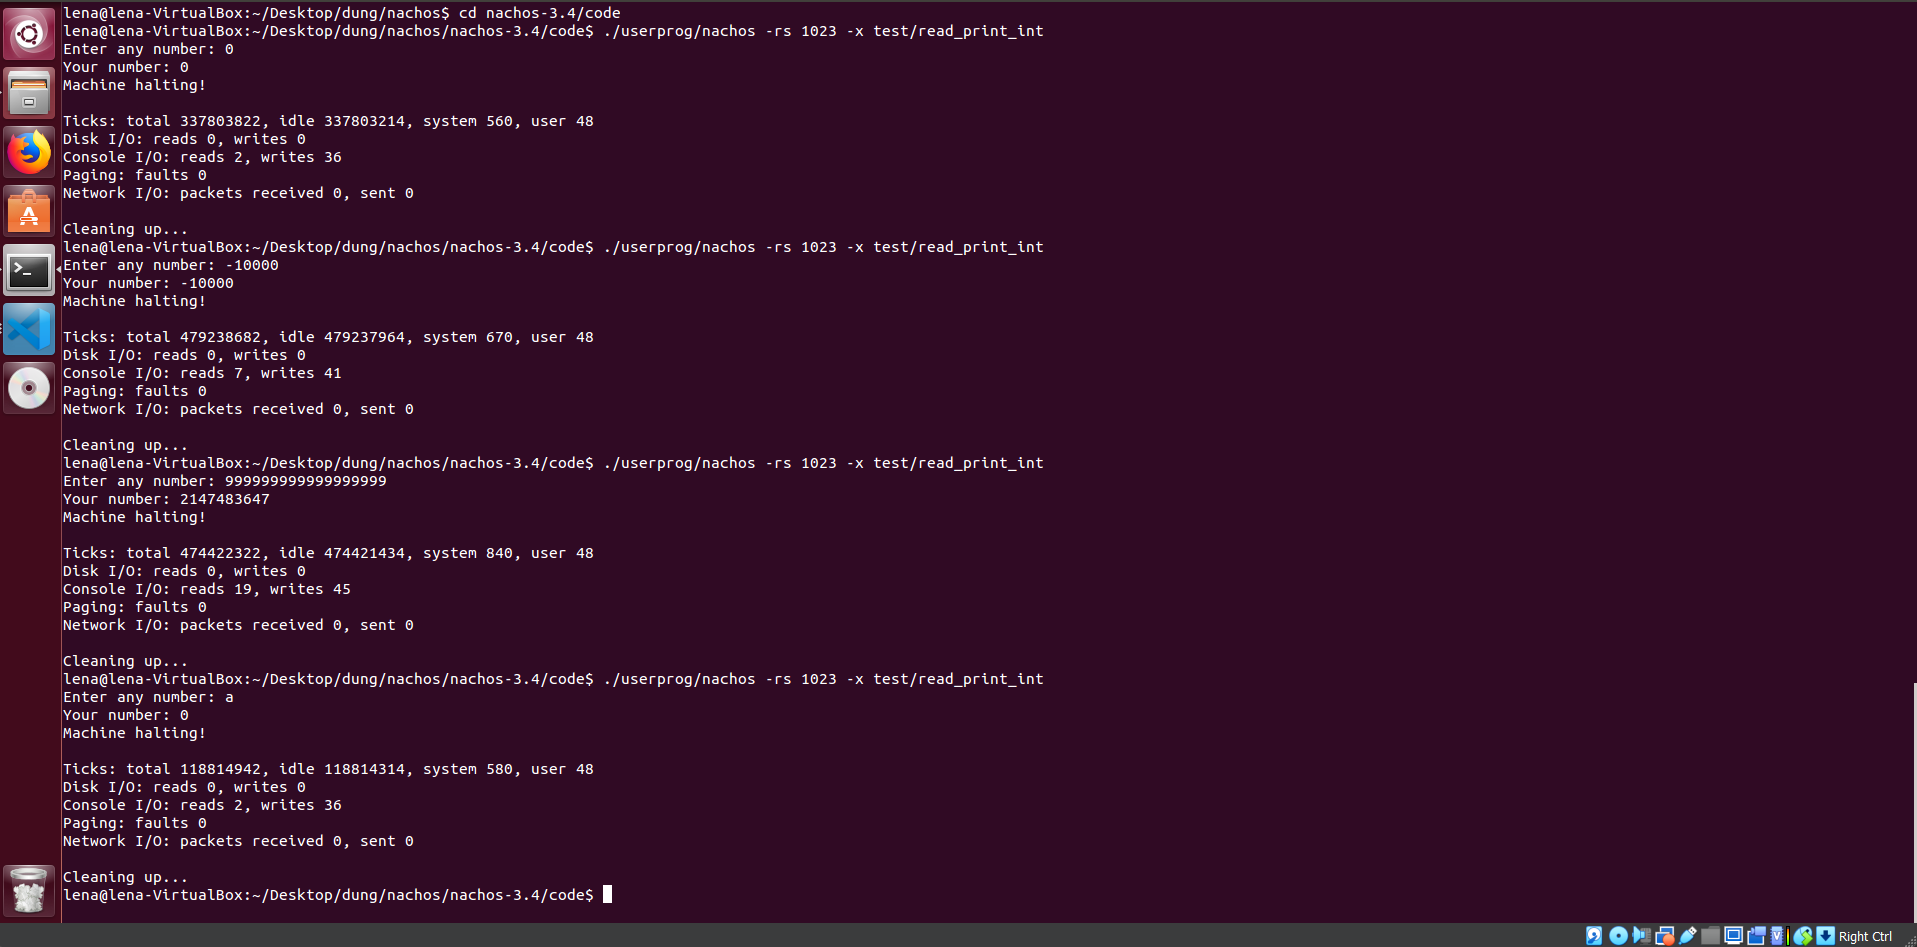 lena@lena-VirtualBox:~/Desktop/dung/nachos$ cd nachos-3.4/code
lena@lena-VirtualBox:~/Desktop/dung/nachos/nachos-3.4/code$ ./userprog/nachos -rs 1023 -x test/read_print_int
Enter any number: 0
Your number: 0
Machine halting!

Ticks: total 337803822, idle 337803214, system 560, user 48
Disk I/O: reads 0, writes 0
Console I/O: reads 2, writes 36
Paging: faults 0
Network I/O: packets received 0, sent 0

Cleaning up...
lena@lena-VirtualBox:~/Desktop/dung/nachos/nachos-3.4/code$ ./userprog/nachos -rs 1023 -x test/read_print_int
Enter any number: -10000
Your number: -10000
Machine halting!

Ticks: total 479238682, idle 479237964, system 670, user 48
Disk I/O: reads 0, writes 0
Console I/O: reads 7, writes 41
Paging: faults 0
Network I/O: packets received 0, sent 0

Cleaning up...
lena@lena-VirtualBox:~/Desktop/dung/nachos/nachos-3.4/code$ ./userprog/nachos -rs 1023 -x test/read_print_int
Enter any number: 999999999999999999
Your number: 2147483647
Machine halting!

Ticks: total 474422322, idle 474421434, system 840, user 48
Disk I/O: reads 0, writes 0
Console I/O: reads 19, writes 45
Paging: faults 0
Network I/O: packets received 0, sent 0

Cleaning up...
lena@lena-VirtualBox:~/Desktop/dung/nachos/nachos-3.4/code$ ./userprog/nachos -rs 1023 -x test/read_print_int
Enter any number: a
Your number: 0
Machine halting!

Ticks: total 118814942, idle 118814314, system 580, user 48
Disk I/O: reads 0, writes 0
Console I/O: reads 2, writes 36
Paging: faults 0
Network I/O: packets received 0, sent 0

Cleaning up...
lena@lena-VirtualBox:~/Desktop/dung/nachos/nachos-3.4/code$
Right Ctrl